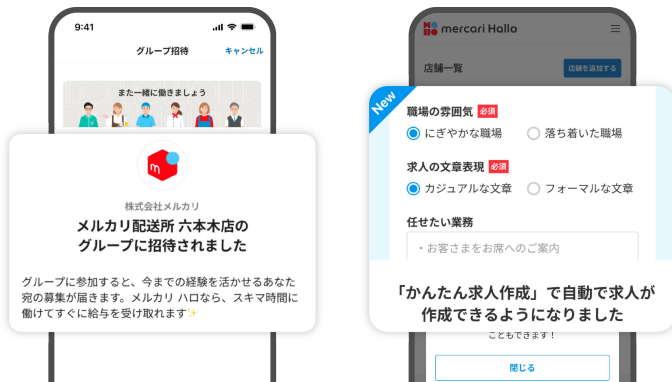 9:41
グループ招待
キャンセル
また一緒に働きましょう
株式会社メルカリ
メルカリ配送所 六本木店の
グループに招待されました
グループに参加すると、今までの経験を活かせるあなた
宛の募集が届きます。メルカリ ハロなら、スキマ時間に
働けてすぐに給与を受け取れます✨
mercari Hallo
店舗一覧
店舗を追加する
New
職場の雰囲気 必須
にぎやかな職場 落ち着いた職場
求人の文章表現 必須
カジュアルな文章 フォーマルな文章
任せたい業務
・お客さまをお席へのご案内
「かんたん求人作成」で自動で求人が
作成できるようになりました
こともできます！
閉じる